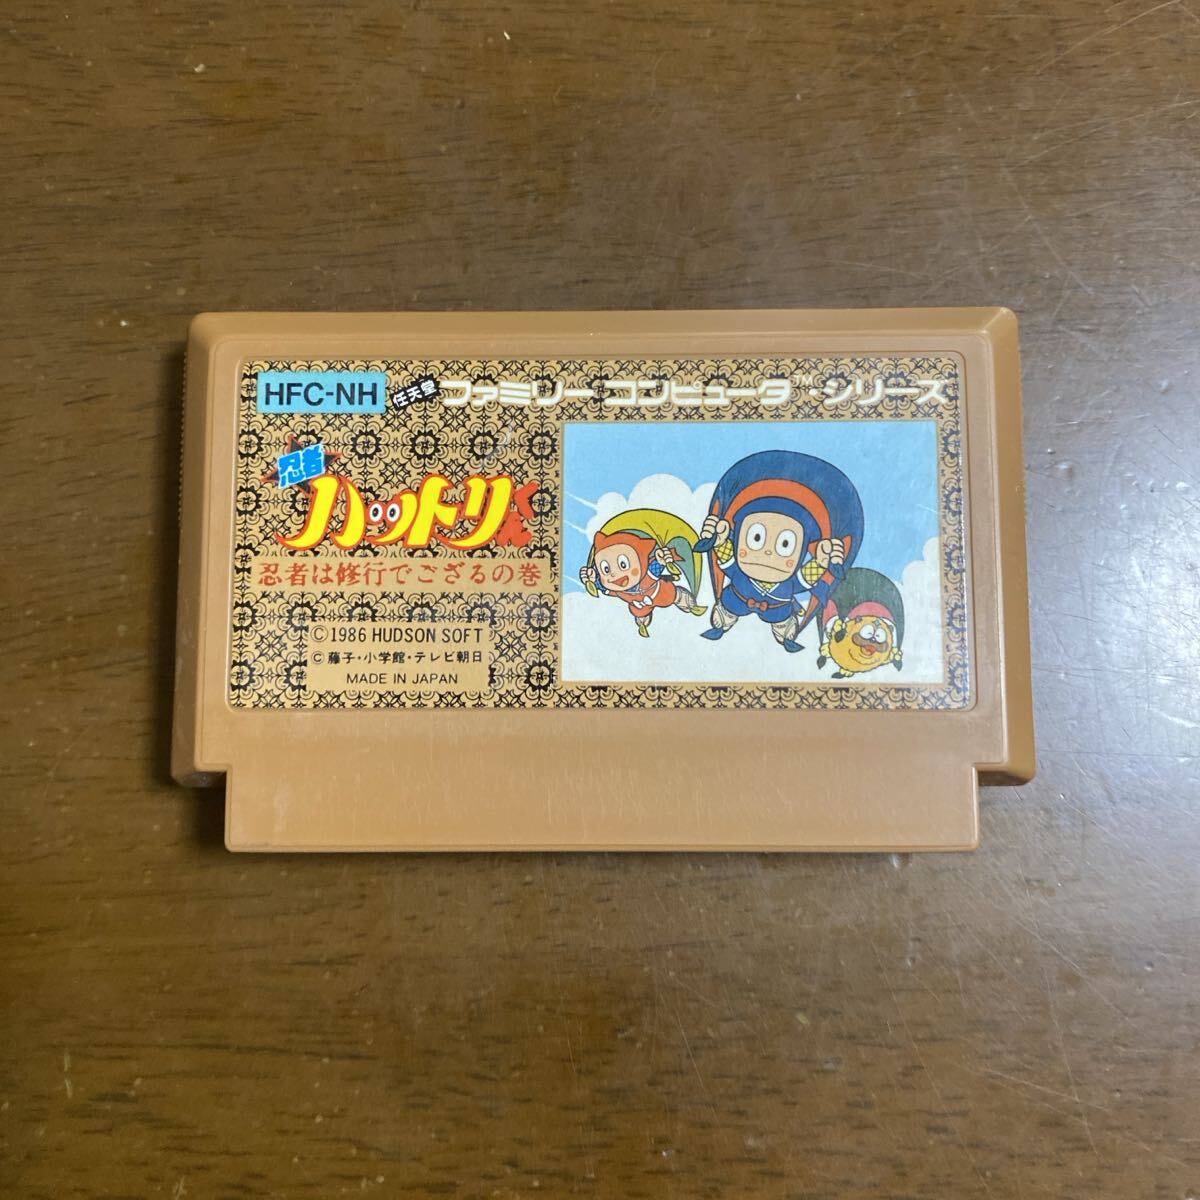 HFC-NH
任天堂 ファミリー コンピュータ™・シリーズ
忍者
ハットリくん
忍者は修行でござるの巻
©1986 HUDSON SOFT
©藤子・小学館・テレビ朝日
MADE IN JAPAN